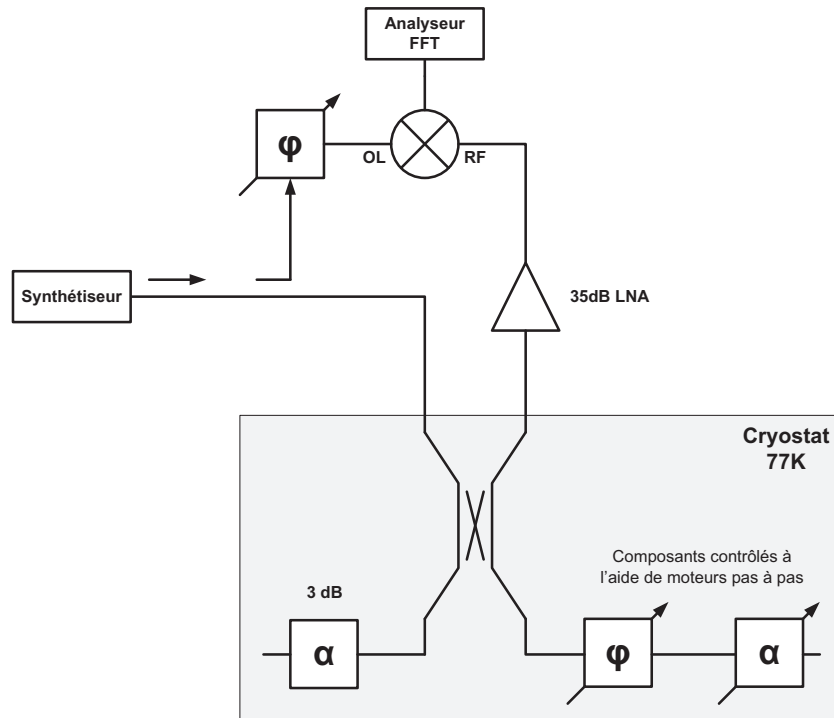 Analyseur
FFT
φ
OL
RF
Synthétiseur
35dB LNA
Cryostat
77K
Composants contrôlés à
l'aide de moteurs pas à pas
3 dB
α
φ
α